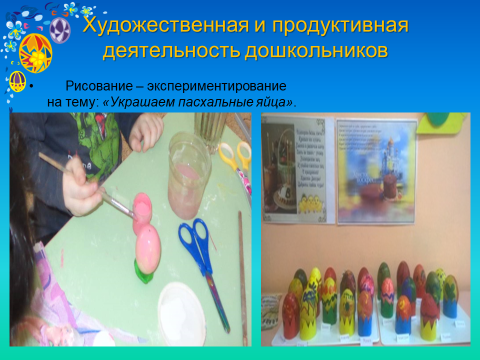 Художественная и продуктивная
деятельность дошкольников
• Рисование – экспериментирование
на тему: «Украшаем пасхальные яйца».